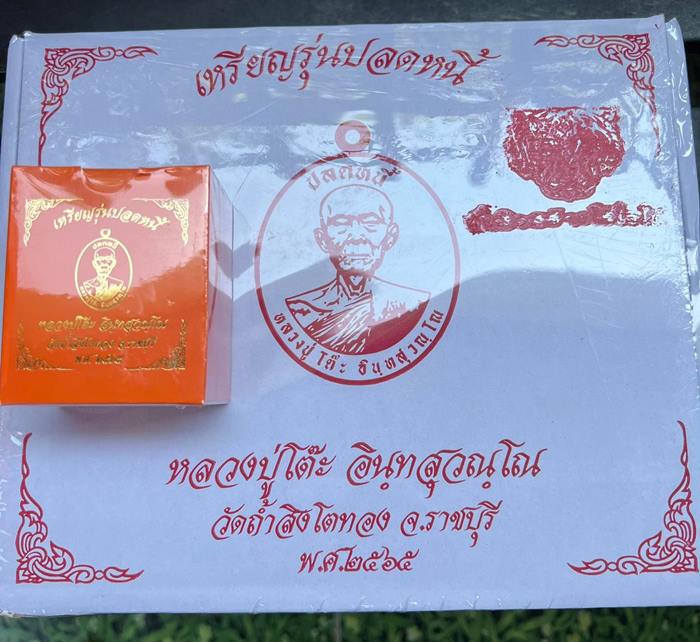 เหรียญรุ่นปลดหนี้
ปลดหนี้
หลวงปู่โต๊ะ อินฺทสุวณฺโณ
หลวงปู่โต๊ะ อินฺทสุวณฺโณ
วัดถ้ำสิงโตทอง จ.ราชบุรี
พ.ศ.๒๕๖๕
เหรียญรุ่นปลดหนี้
ปลดหนี้
หลวงปู่โต๊ะ อินฺทสุวณฺโณ
วัดถ้ำสิงโตทอง จ.ราชบุรี
พ.ศ.๒๕๖๕